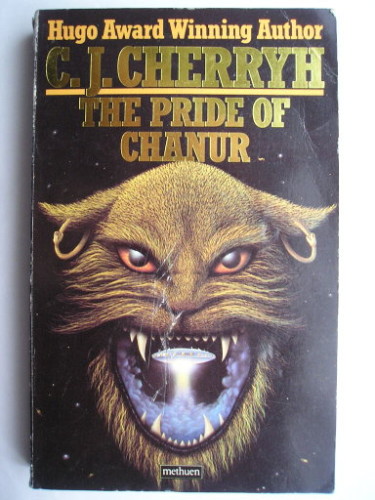 Hugo Award Winning Author
C. J. CHERRYH
THE PRIDE OF
CHANUR
methuen